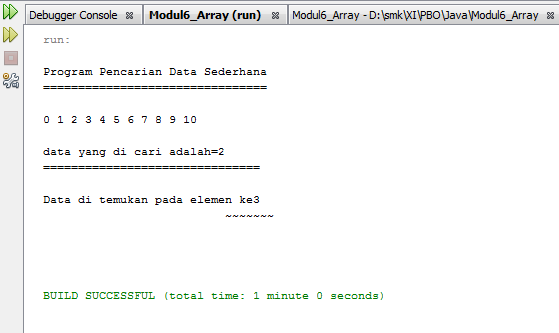 Debugger Console Modul6_Array (run) Modul6_Array - D:\smk\XI\PBO\Java\Modul6_Array
run:
Program Pencarian Data Sederhana
================================
0 1 2 3 4 5 6 7 8 9 10
data yang di cari adalah=2
===============================
Data di temukan pada elemen ke3
~~~~~~~
BUILD SUCCESSFUL (total time: 1 minute 0 seconds)